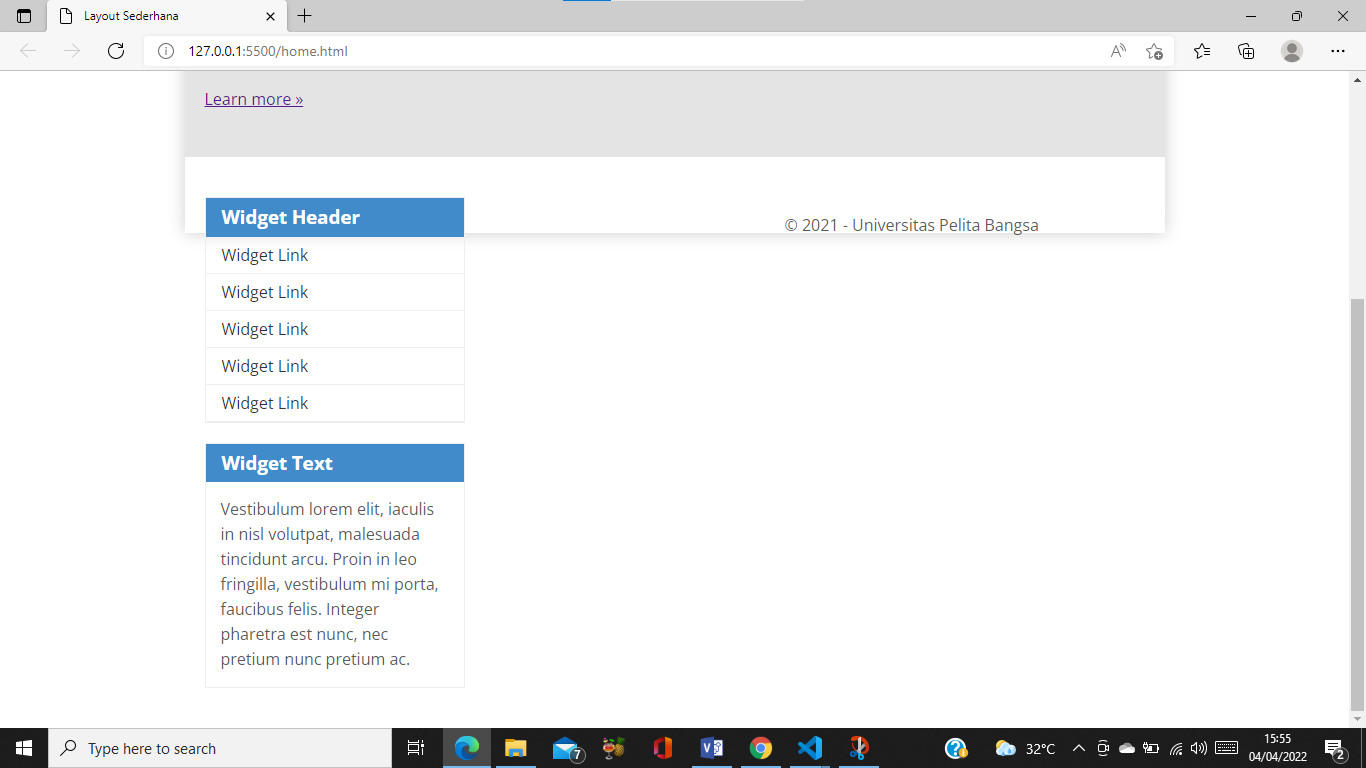 Layout Sederhana
127.0.0.1:5500/home.html
Learn more »
Widget Header
Widget Link
Widget Link
Widget Link
Widget Link
Widget Link
© 2021 - Universitas Pelita Bangsa
Widget Text
Vestibulum lorem elit, iaculis
in nisl volutpat, malesuada
tincidunt arcu. Proin in leo
fringilla, vestibulum mi porta,
faucibus felis. Integer
pharetra est nunc, nec
pretium nunc pretium ac.
Type here to search
7
32°C
15:55
04/04/2022
2